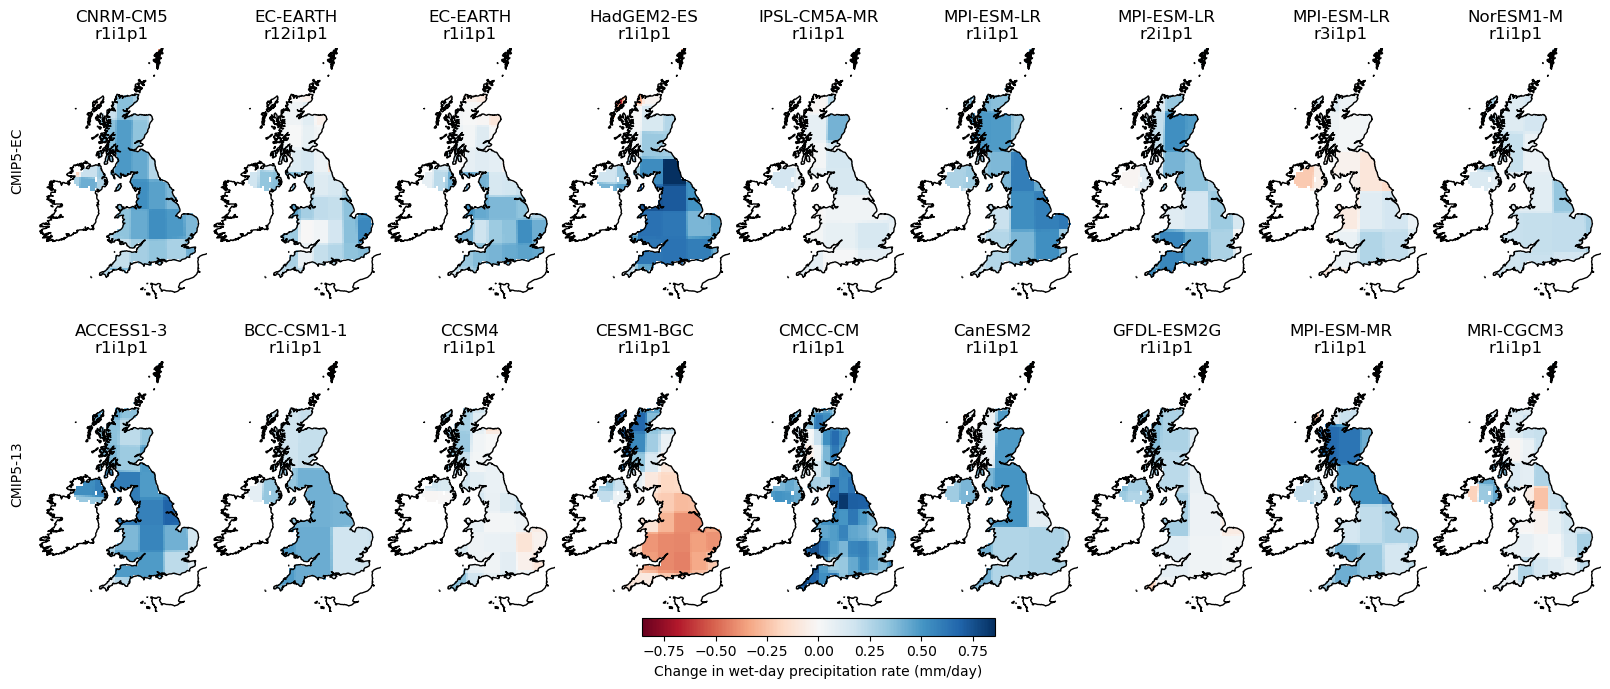 CNRM-CM5 EC-EARTH EC-EARTH HadGEM2-ES IPSL-CM5A-MR MPI-ESM-LR MPI-ESM-LR MPI-ESM-LR NorESM1-M
r1i1p1 r12i1p1 r1i1p1 r1i1p1 r1i1p1 r1i1p1 r2i1p1 r3i1p1 r1i1p1
CMIP5-EC
ACCESS1-3 BCC-CSM1-1 CCSM4 CESM1-BGC CMCC-CM CanESM2 GFDL-ESM2G MPI-ESM-MR MRI-CGCM3
r1i1p1 r1i1p1 r1i1p1 r1i1p1 r1i1p1 r1i1p1 r1i1p1 r1i1p1 r1i1p1
CMIP5-13
−0.75 −0.50 −0.25 0.00 0.25 0.50 0.75
Change in wet-day precipitation rate (mm/day)